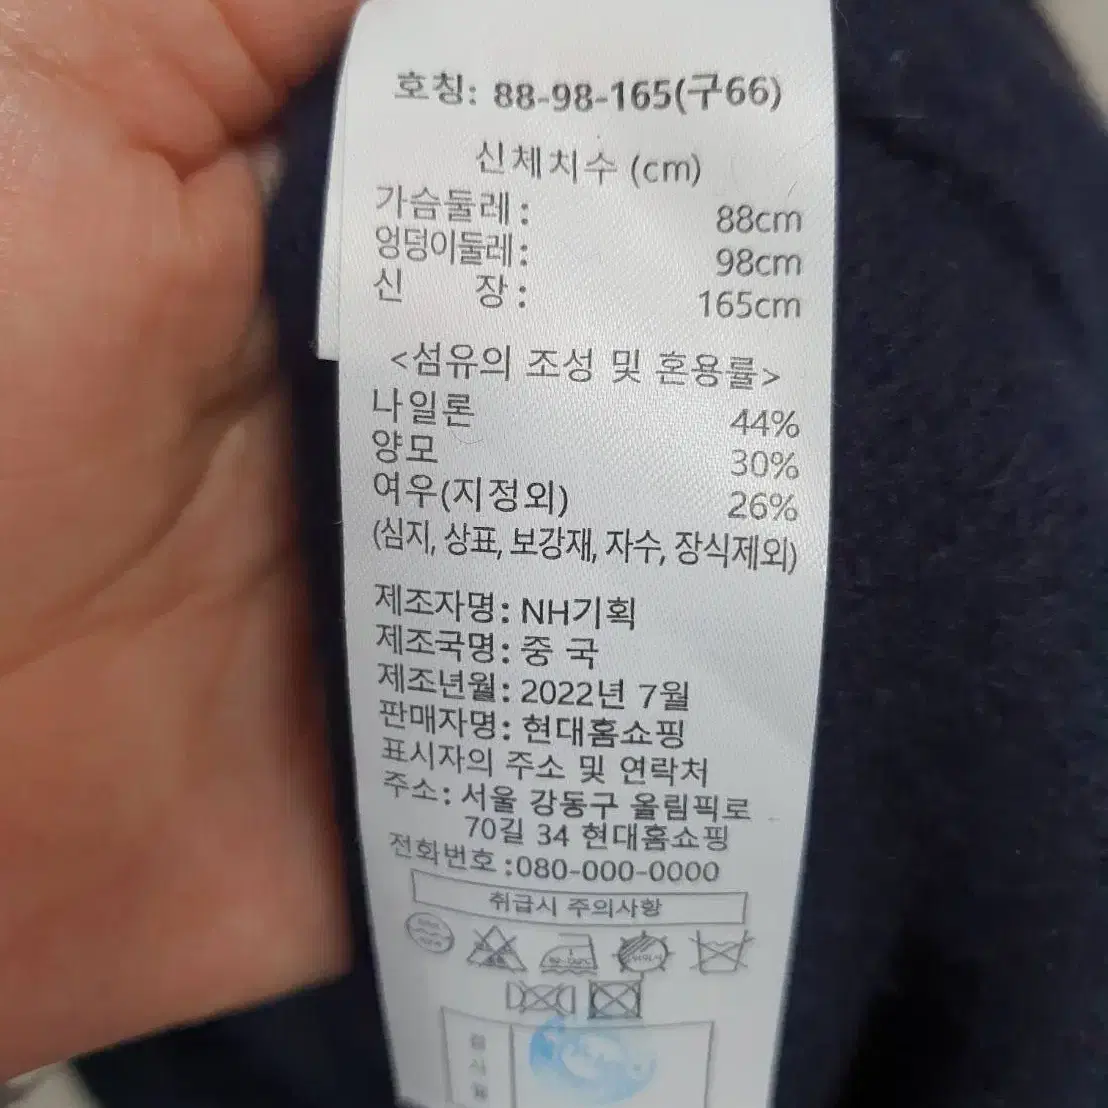 호칭: 88-98-165(구66)
신체치수 (cm)
가슴둘레: 88cm
엉덩이둘레: 98cm
신 장: 165cm
<섬유의 조성 및 혼용률>
나일론 44%
양모 30%
여우(지정외) 26%
(심지, 상표, 보강재, 자수, 장식제외)
제조자명: NH기획
제조국명: 중 국
제조년월: 2022년 7월
판매자명: 현대홈쇼핑
표시자의 주소 및 연락처
주소: 서울 강동구 올림픽로
70길 34 현대홈쇼핑
전화번호 :080-000-0000
취급시 주의사항